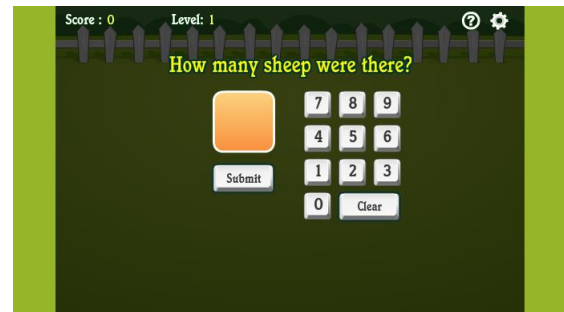 Score : 0 Level: 1
How many sheep were there?
7 8 9
4 5 6
Submit 1 2 3
0 Clear